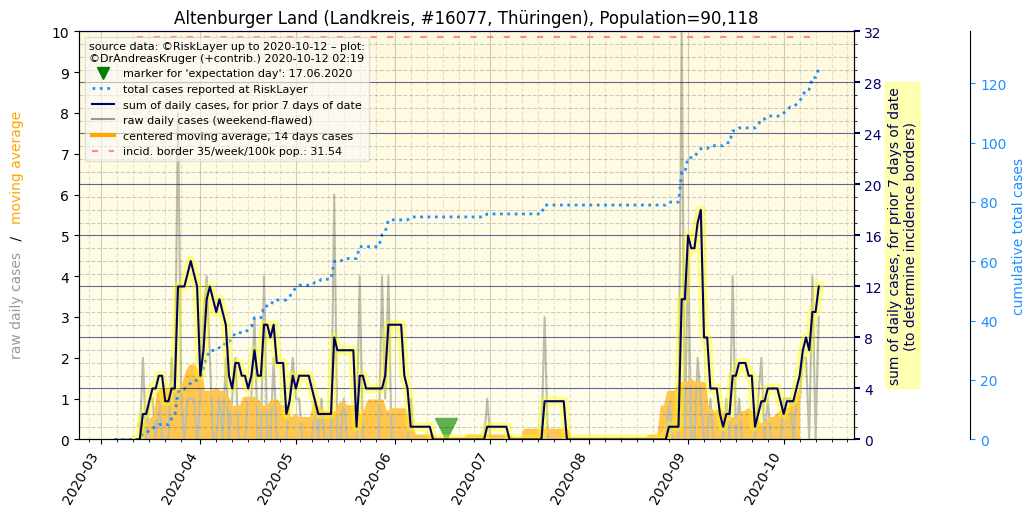 Altenburger Land (Landkreis, #16077, Thüringen), Population=90,118
source data: ©RiskLayer up to 2020-10-12 – plot:
©DrAndreasKruger (+contrib.) 2020-10-12 02:19
marker for 'expectation day': 17.06.2020
total cases reported at RiskLayer
sum of daily cases, for prior 7 days of date
raw daily cases (weekend-flawed)
centered moving average, 14 days cases
incid. border 35/week/100k pop.: 31.54
raw daily cases / moving average
10
9
8
7
6
5
4
3
2
1
0
2020-03
2020-04
2020-05
2020-06
2020-07
2020-08
2020-09
2020-10
32
28
24
20
16
12
8
4
0
sum of daily cases, for prior 7 days of date
(to determine incidence borders)
120
100
80
60
40
20
0
cumulative total cases